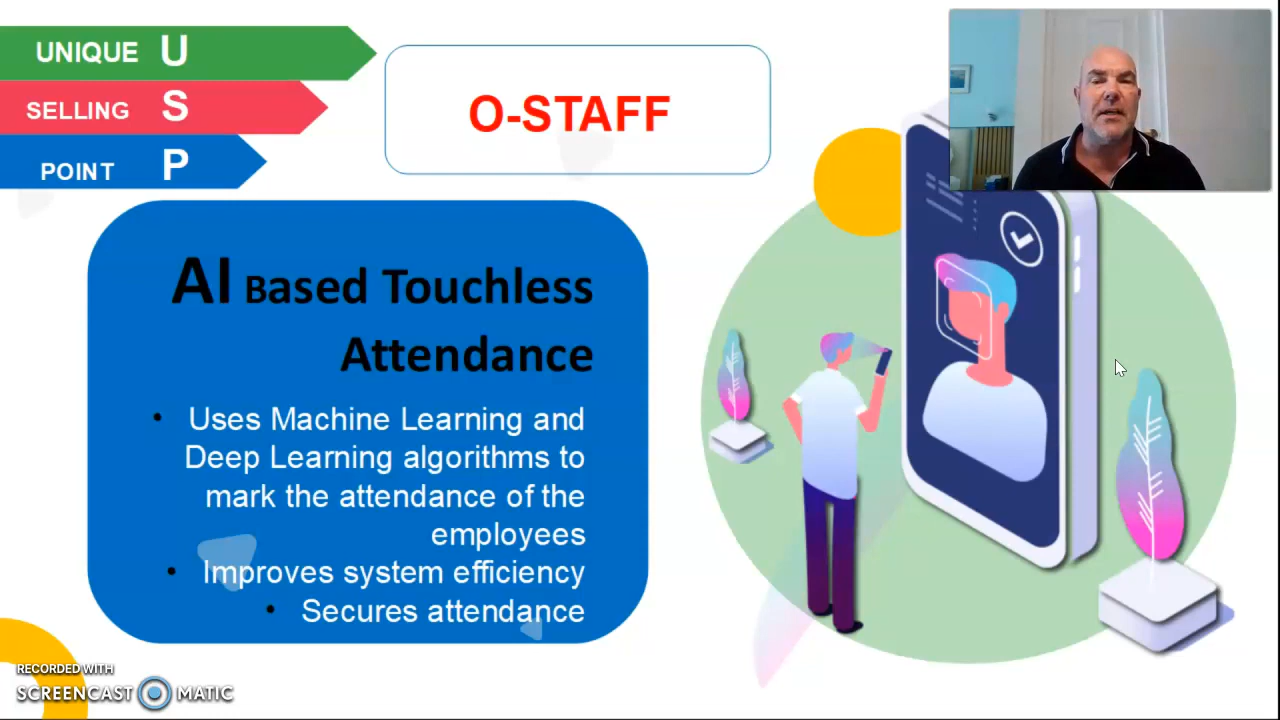 UNIQUE U
SELLING S
POINT P
O-STAFF
AI Based Touchless
Attendance
• Uses Machine Learning and
Deep Learning algorithms to
mark the attendance of the
employees
• Improves system efficiency
• Secures attendance
RECORDED WITH
SCREENCAST MATIC